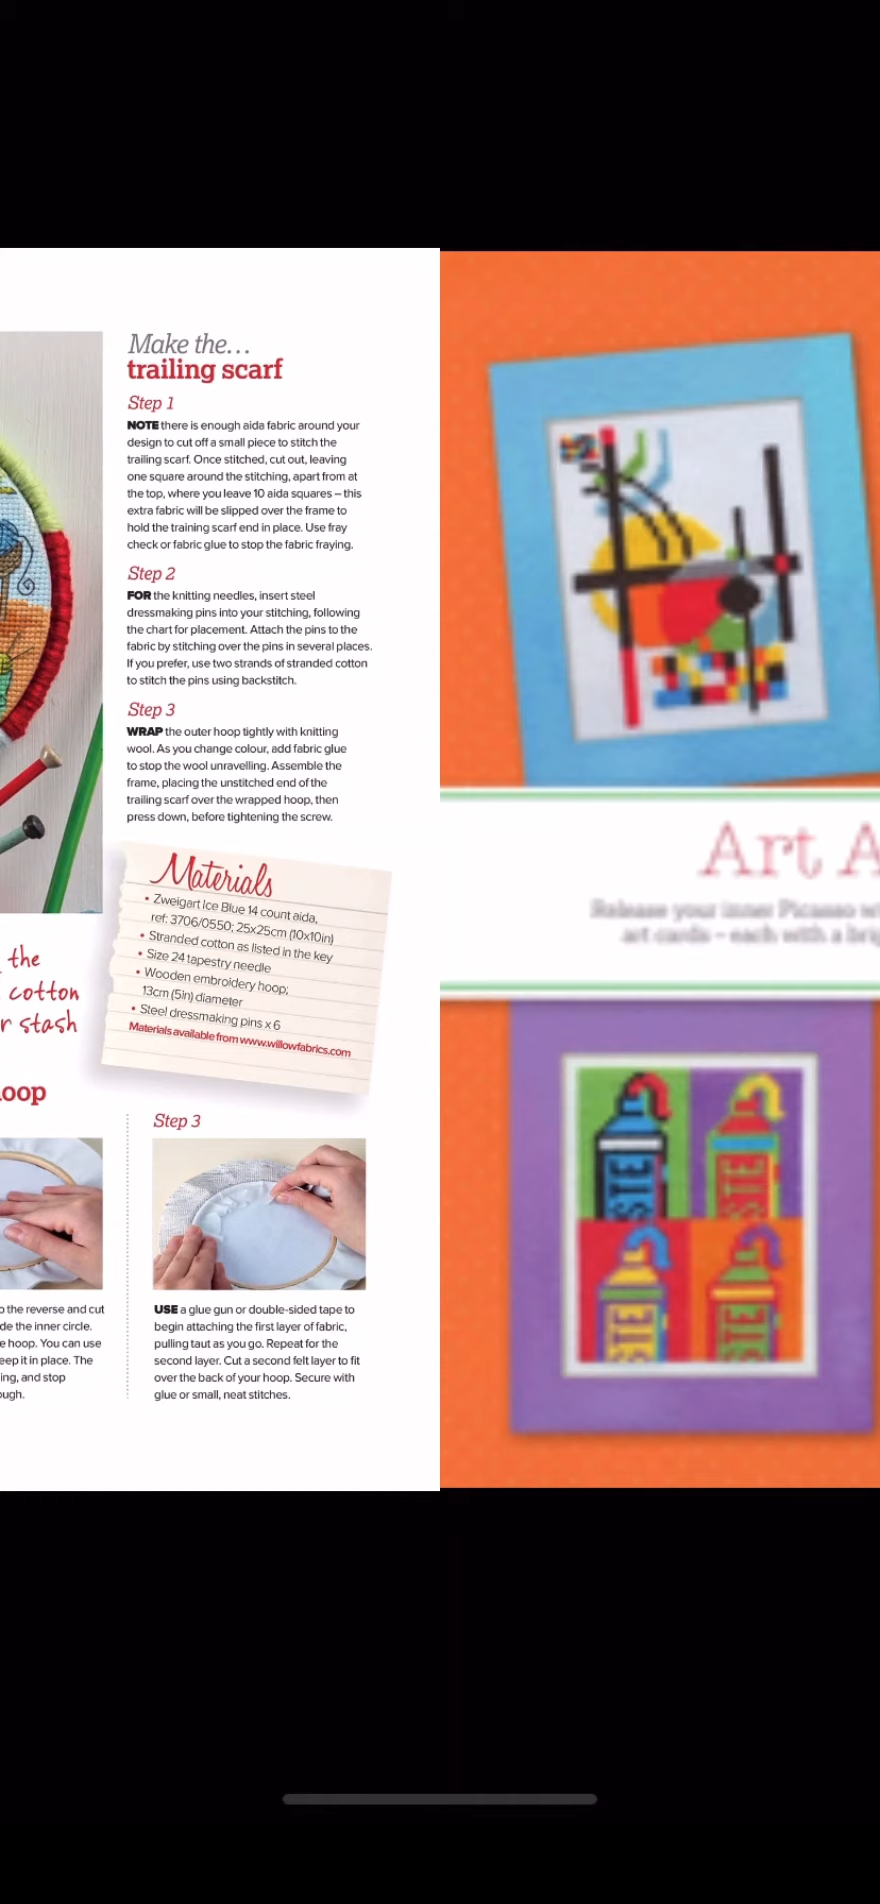 Make the...
trailing scarf
Step 1
NOTE there is enough aida fabric around your
design to cut off a small piece to stitch the
trailing scarf. Once stitched, cut out, leaving
one square around the stitching, apart from at
the top, where you leave 10 aida squares – this
extra fabric will be slipped over the frame to
hold the training scarf end in place. Use fray
check or fabric glue to stop the fabric fraying.
Step 2
FOR the knitting needles, insert steel
dressmaking pins into your stitching, following
the chart for placement. Attach the pins to the
fabric by stitching over the pins in several places.
If you prefer, use two strands of stranded cotton
to stitch the pins using backstitch.
Step 3
WRAP the outer hoop tightly with knitting
wool. As you change colour, add fabric glue
to stop the wool unravelling. Assemble the
frame, placing the unstitched end of the
trailing scarf over the wrapped hoop, then
press down, before tightening the screw.
Materials
• Zweigart Ice Blue 14 count aida,
ref: 3706/0550; 25x25cm (10x10in)
• Stranded cotton as listed in the key
• Size 24 tapestry needle
• Wooden embroidery hoop;
13cm (5in) diameter
• Steel dressmaking pins x 6
Materials available from www.willowfabrics.com
the
cotton
r stash
oop
o the reverse and cut
de the inner circle.
e hoop. You can use
eep it in place. The
ing, and stop
ough.
Step 3
USE a glue gun or double-sided tape to
begin attaching the first layer of fabric,
pulling taut as you go. Repeat for the
second layer. Cut a second felt layer to fit
over the back of your hoop. Secure with
glue or small, neat stitches.
Art A
Release your inner Picasso wi
art cards – each with a brig
STE
STE
STE
STE